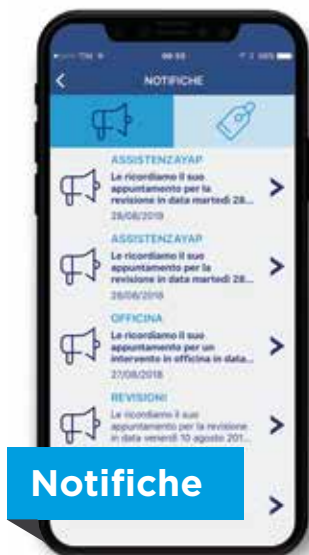 NOTIFICHE
ASSISTENZAYAP
Le ricordiamo il suo
appuntamento per la
revisione in data martedì 28...
28/08/2018
ASSISTENZAYAP
Le ricordiamo il suo
appuntamento per la
revisione in data martedì 28...
28/08/2018
OFFICINA
Le ricordiamo il suo
appuntamento per un
intervento in officina in data...
27/08/2018
REVISIONI
Le ricordiamo il suo
appuntamento per la revisione
in data venerdì 10 agosto 201...
Notifiche